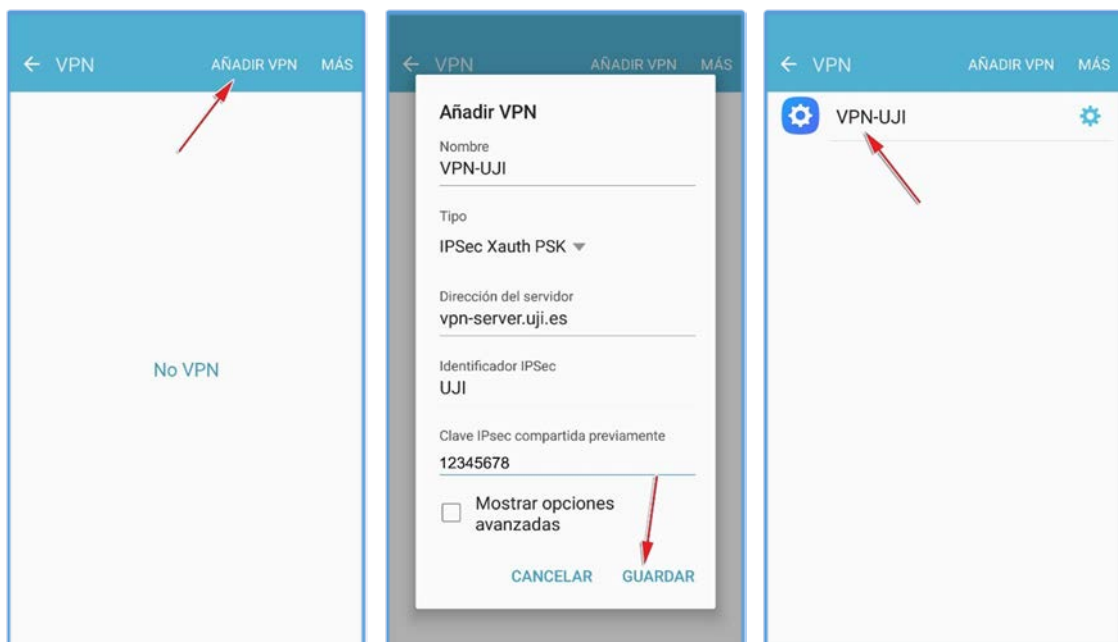 VPN AÑADIR VPN MÁS
No VPN
VPN AÑADIR VPN MÁS
Añadir VPN
Nombre
VPN-UJI
Tipo
IPSec Xauth PSK
Dirección del servidor
vpn-server.uji.es
Identificador IPSec
UJI
Clave IPsec compartida previamente
12345678
Mostrar opciones
avanzadas
CANCELAR GUARDAR
VPN AÑADIR VPN MÁS
VPN-UJI